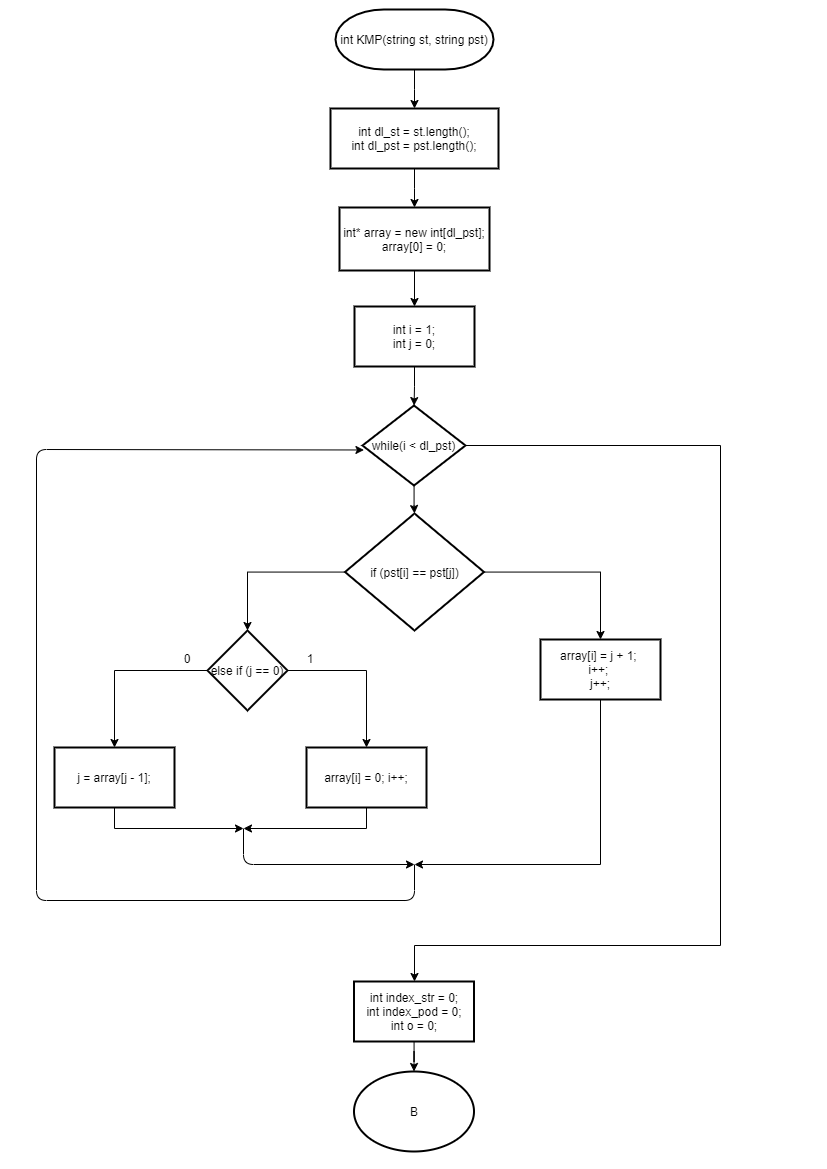 int KMP(string st, string pst)
int dl_st = st.length();
int dl_pst = pst.length();
int* array = new int[dl_pst];
array[0] = 0;
int i = 1;
int j = 0;
while(i < dl_pst)
if (pst[i] == pst[j])
array[i] = j + 1;
i++;
j++;
0
else if (j == 0)
1
j = array[j - 1];
array[i] = 0; i++;
int index_str = 0;
int index_pod = 0;
int o = 0;
B